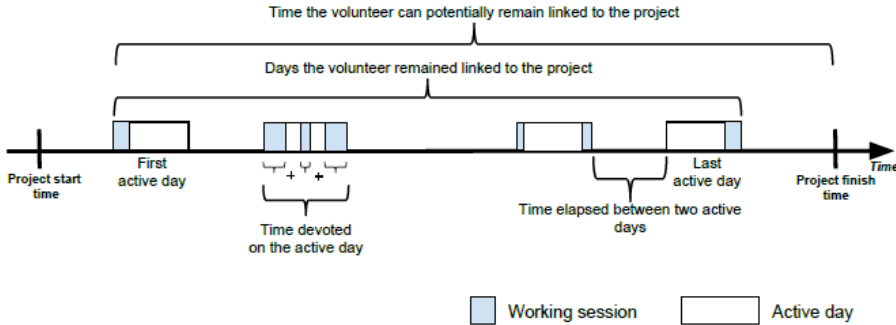 Time the volunteer can potentially remain linked to the project
Days the volunteer remained linked to the project
First
active day
Last
active day
Time
Project start
time
Project finish
time
+ +
Time devoted
on the active day
Time elapsed between two active
days
Working session
Active day